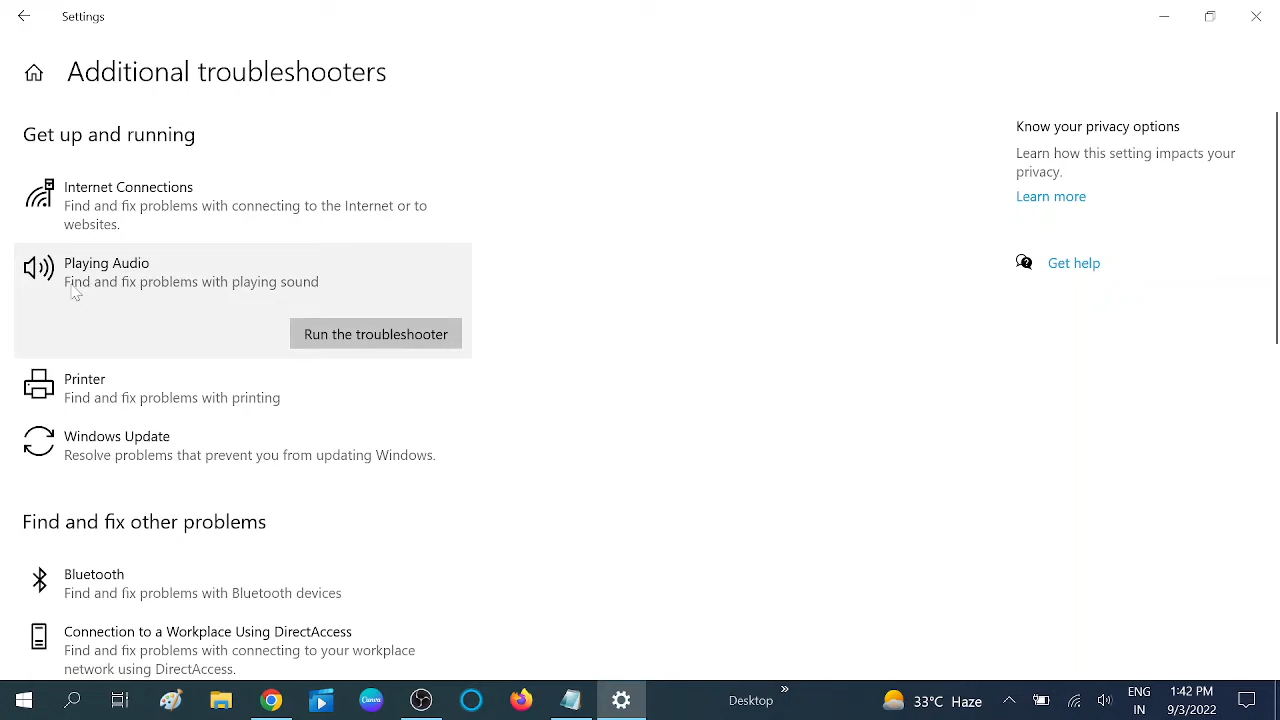 Settings
Additional troubleshooters
Get up and running
Internet Connections
Find and fix problems with connecting to the Internet or to
websites.
Playing Audio
Find and fix problems with playing sound
Run the troubleshooter
Printer
Find and fix problems with printing
Windows Update
Resolve problems that prevent you from updating Windows.
Find and fix other problems
Bluetooth
Find and fix problems with Bluetooth devices
Connection to a Workplace Using DirectAccess
Find and fix problems with connecting to your workplace
network using DirectAccess.
Know your privacy options
Learn how this setting impacts your
privacy.
Learn more
Get help
Canva
Desktop
33°C Haze
ENG
IN
1:42 PM
9/3/2022